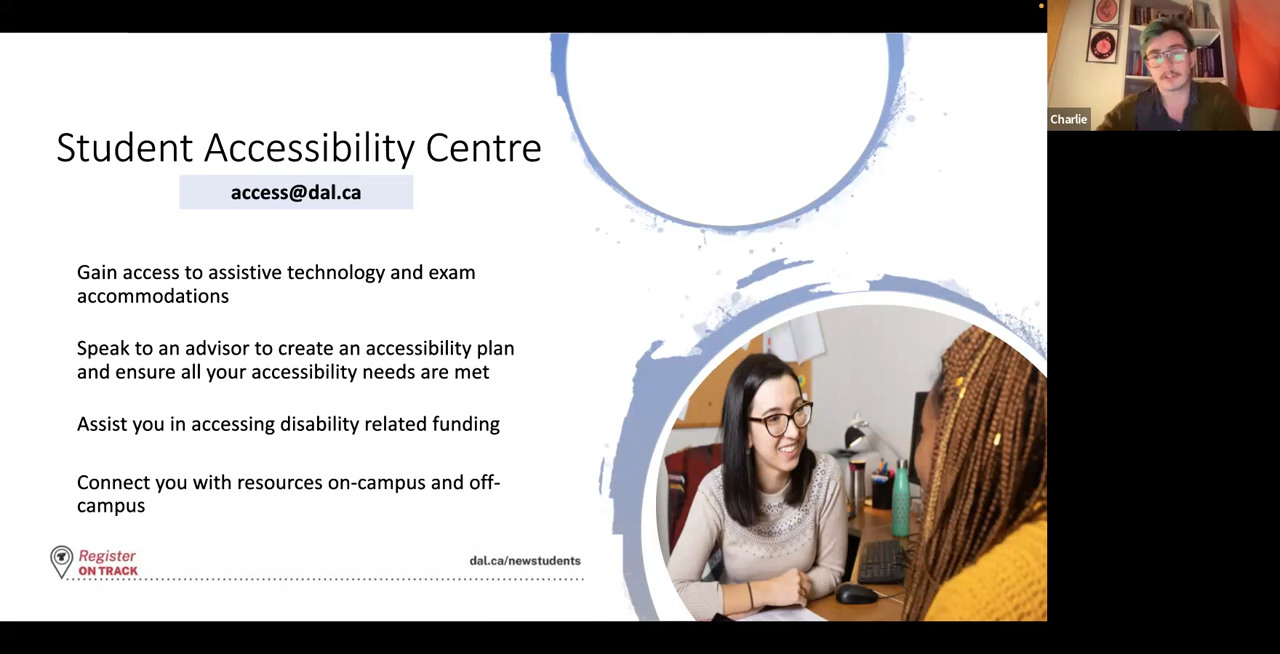 Student Accessibility Centre
access@dal.ca
Gain access to assistive technology and exam
accommodations
Speak to an advisor to create an accessibility plan
and ensure all your accessibility needs are met
Assist you in accessing disability related funding
Connect you with resources on-campus and off-
campus
Register
ON TRACK
dal.ca/newstudents
Charlie